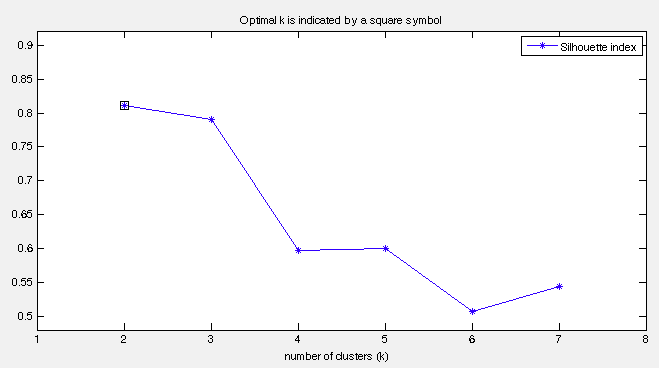 Optimal k is indicated by a square symbol
Silhouette index
0.9
0.85
0.8
0.75
0.7
0.65
0.6
0.55
0.5
1 2 3 4 5 6 7 8
number of clusters (k)